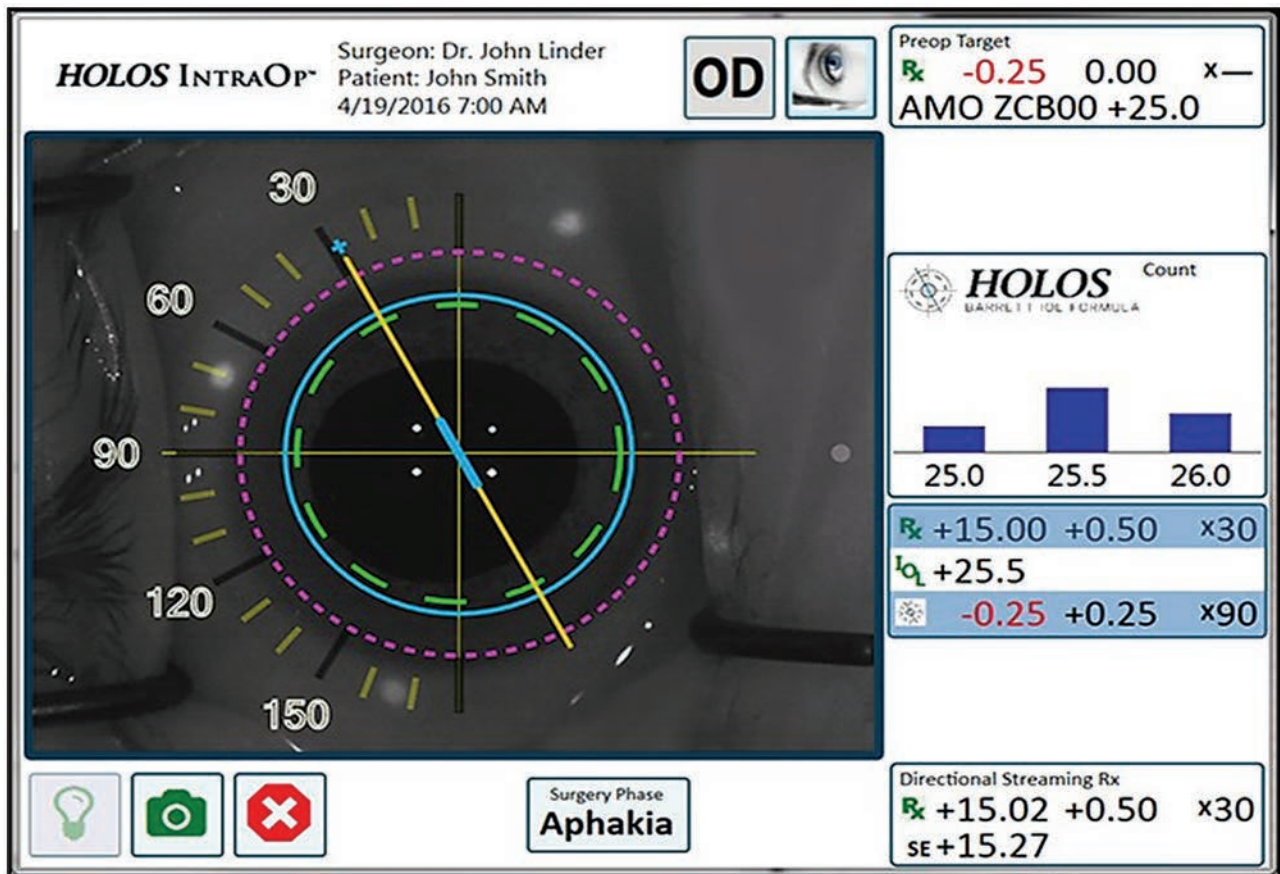 HOLOS INTRAOP™
Surgeon: Dr. John Linder
Patient: John Smith
4/19/2016 7:00 AM
OD
Preop Target
Rx -0.25 0.00 x—
AMO ZCB00 +25.0
30
60
90
120
150
HOLOS Count
BARRETT IOL FORMULA
25.0 25.5 26.0
Rx +15.00 +0.50 x30
IOL +25.5
-0.25 +0.25 x90
Surgery Phase
Aphakia
Directional Streaming Rx
Rx +15.02 +0.50 x30
SE +15.27